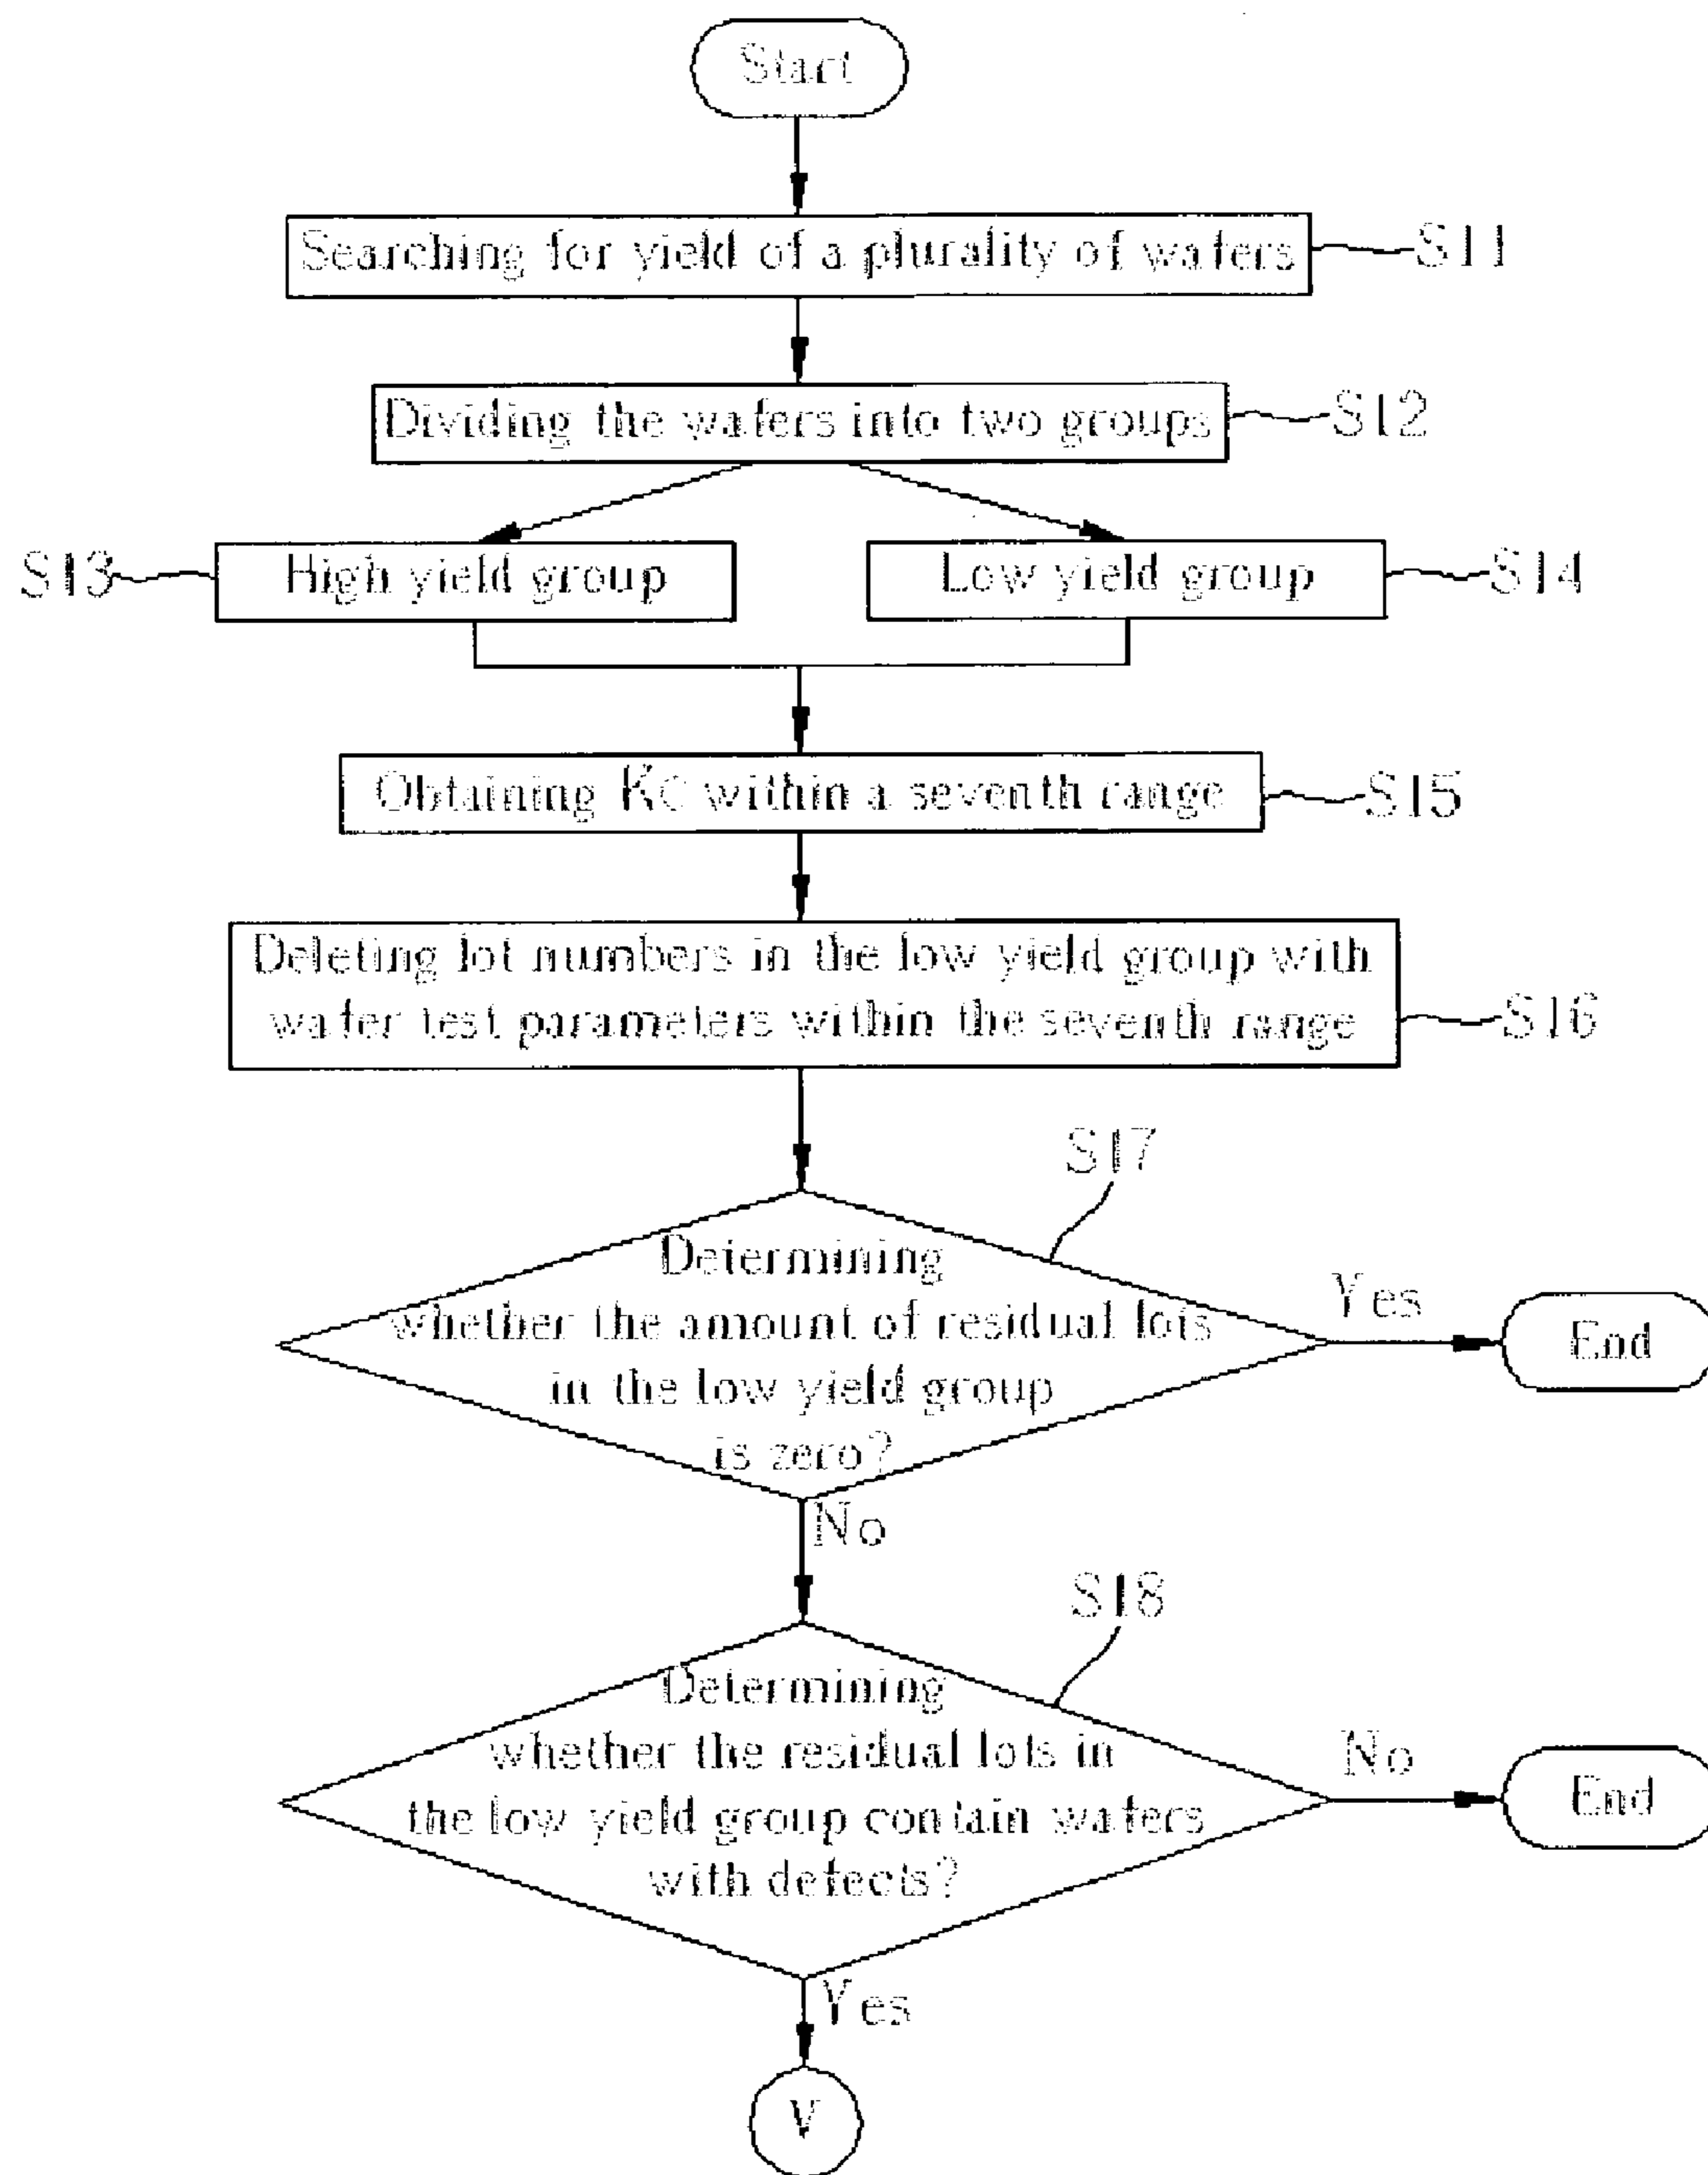 Start
Searching for yield of a plurality of wafers
S11
Dividing the wafers into two groups
S12
S13
High yield group
Low yield group
S14
Obtaining Kc within a seventh range
S15
Deleting lot numbers in the low yield group with
wafer test parameters within the seventh range
S16
S17
Determining
whether the amount of residual lots
in the low yield group
is zero?
Yes
End
No
S18
Determining
whether the residual lots in
the low yield group contain wafers
with defects?
No
End
Yes
V